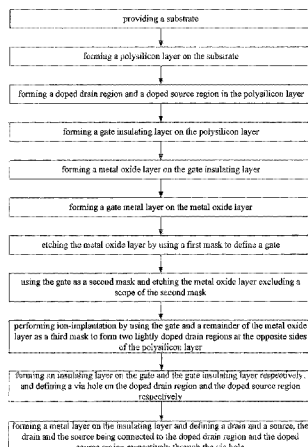 providing a substrate
forming a polysilicon layer on the substrate
forming a doped drain region and a doped source region in the polysilicon layer
forming a gate insulating layer on the polysilicon layer
forming a metal oxide layer on the gate insulating layer
forming a gate metal layer on the metal oxide layer
etching the metal oxide layer by using a first mask to define a gate
using the gate as a second mask and etching the metal oxide layer excluding a
scope of the second mask
performing ion-implantation by using the gate and a remainder of the metal oxide
layer as a third mask to form two lightly doped drain regions at the opposite sides
of the polysilicon layer
forming an insulating layer on the gate and the gate insulating layer respectively,
and defining a via hole on the doped drain region and the doped source region
respectively
forming a metal layer on the insulating layer and defining a drain and a source, the
drain and the source being connected to the doped drain region and the doped
source region respectively through the via hole